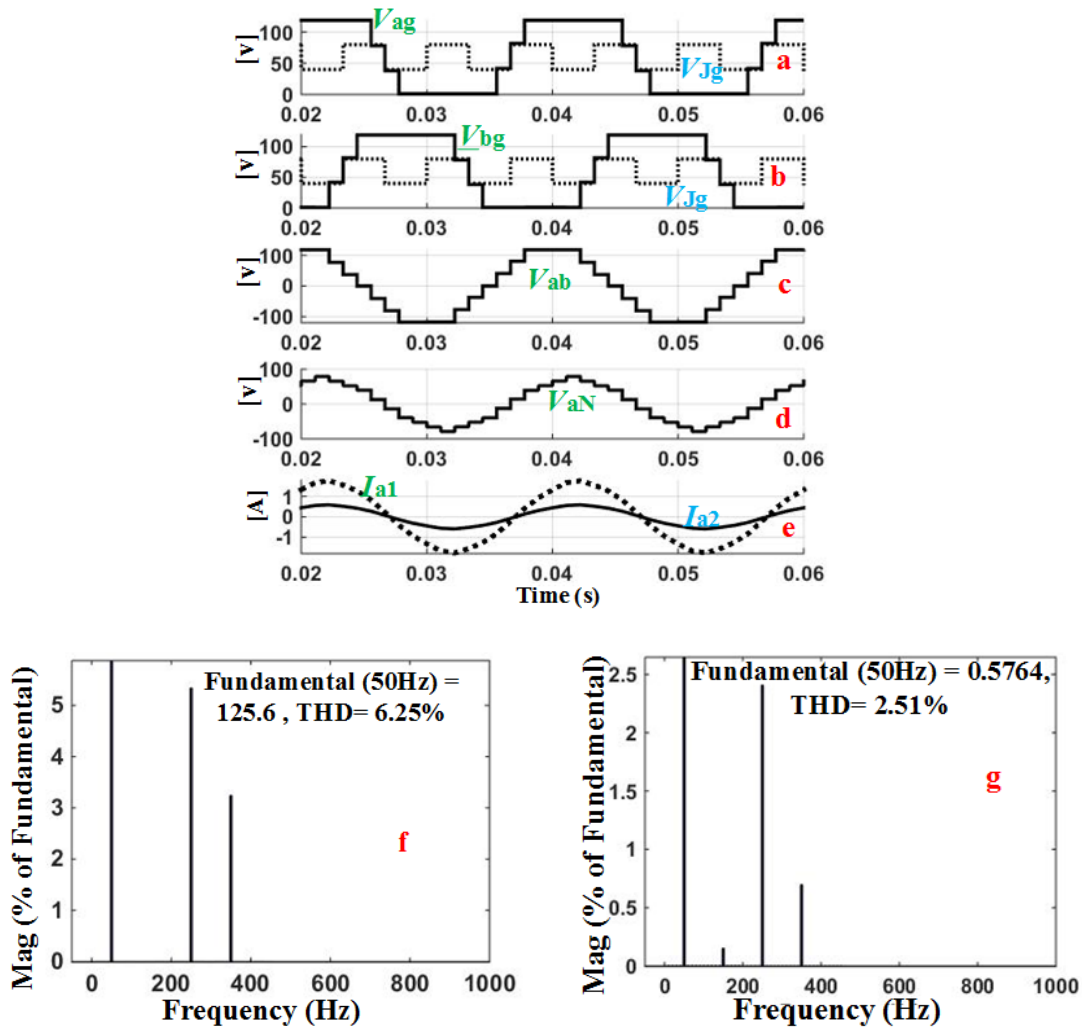 Vag
[v]
100
50
0
VJg
a
0.02 0.03 0.04 0.05 0.06
Vbg
[v]
100
50
0
VJg
b
0.02 0.03 0.04 0.05 0.06
[v]
100
0
-100
Vab
c
0.02 0.03 0.04 0.05 0.06
[v]
100
0
-100
VaN
d
0.02 0.03 0.04 0.05 0.06
[A]
1
0
-1
Ia1
Ia2
e
0.02 0.03 0.04 0.05 0.06
Time (s)
Mag (% of Fundamental)
5
4
3
2
1
0
Fundamental (50Hz) =
125.6 , THD= 6.25%
f
0 200 400 600 800 1000
Frequency (Hz)
Mag (% of Fundamental)
2.5
2
1.5
1
0.5
0
Fundamental (50Hz) = 0.5764,
THD= 2.51%
g
0 200 400 600 800 1000
Frequency (Hz)